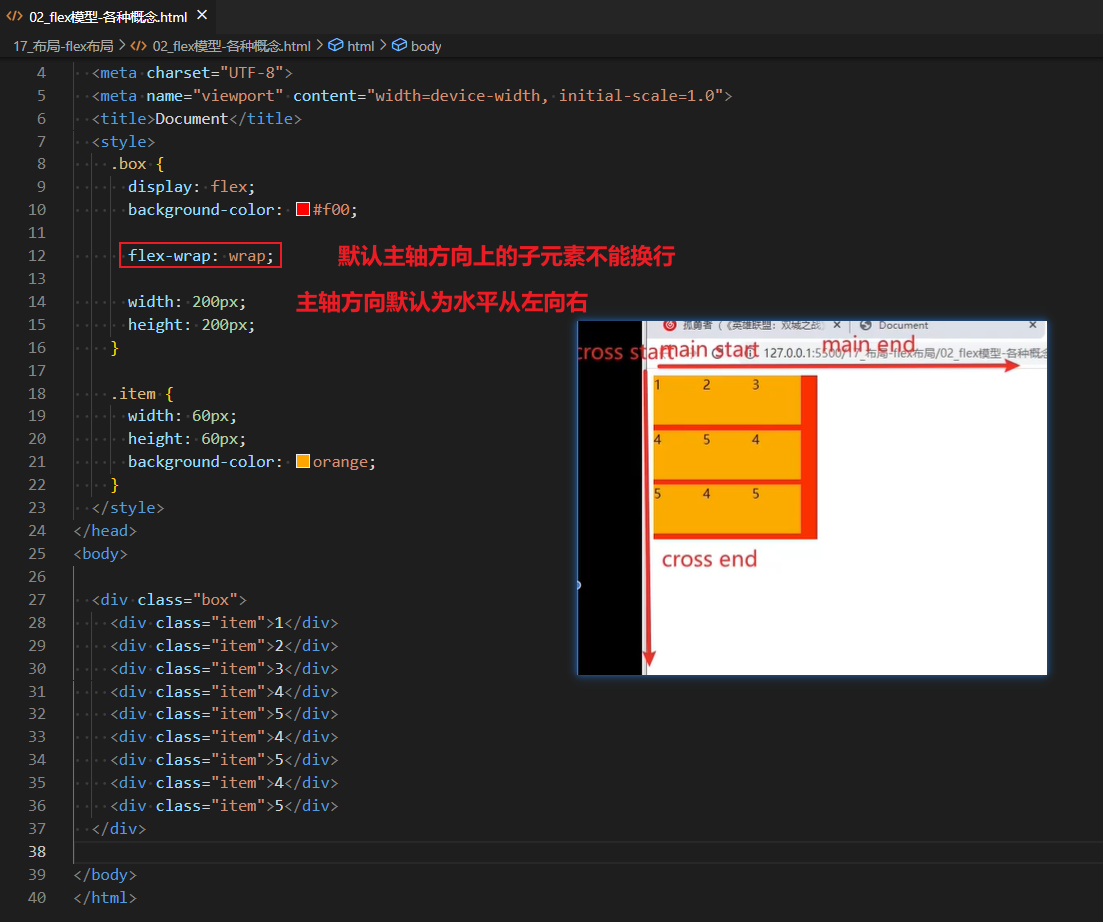 02_flex模型-各种概念.html
17_布局-flex布局 > 02_flex模型-各种概念.html > html > body
4 <meta charset="UTF-8">
5 <meta name="viewport" content="width=device-width, initial-scale=1.0">
6 <title>Document</title>
7 <style>
8 .box {
9 display: flex;
10 background-color: #f00;
11
12 flex-wrap: wrap; 默认主轴方向上的子元素不能换行
13
14 width: 200px; 主轴方向默认为水平从左向右
15 height: 200px;
16 }
17
18 .item {
19 width: 60px;
20 height: 60px;
21 background-color: orange;
22 }
23 </style>
24 </head>
25 <body>
26
27 <div class="box">
28 <div class="item">1</div>
29 <div class="item">2</div>
30 <div class="item">3</div>
31 <div class="item">4</div>
32 <div class="item">5</div>
33 <div class="item">4</div>
34 <div class="item">5</div>
35 <div class="item">4</div>
36 <div class="item">5</div>
37 </div>
38
39 </body>
40 </html>
孤勇者（《英雄联盟：双城之战 Document
cross start main start main end
127.0.0.1:5500/17_布局-flex布局/02_flex模型-各种概念
1 2 3
4 5 4
5 4 5
cross end